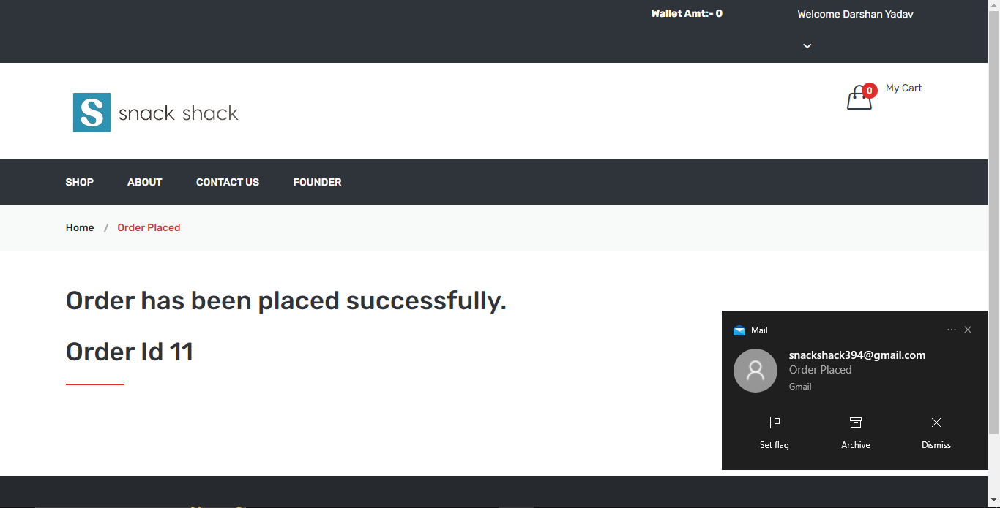 Wallet Amt:- 0
Welcome Darshan Yadav
S snack shack
0
My Cart
SHOP ABOUT CONTACT US FOUNDER
Home / Order Placed
Order has been placed successfully.
Order Id 11
Mail
snackshack394@gmail.com
Order Placed
Gmail
Set flag Archive Dismiss